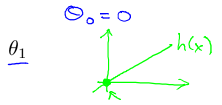 Θ₀ = 0
h(x)
θ₁